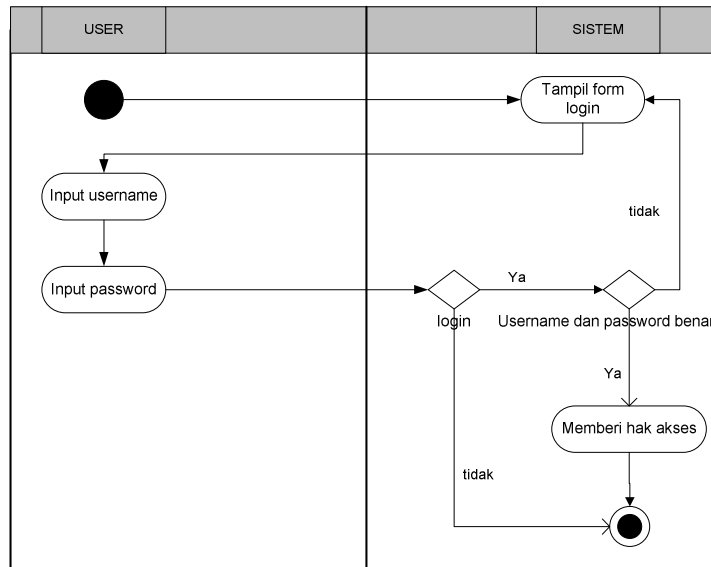 USER
SISTEM
Tampil form
login
Input username
tidak
Input password
Ya
login
Username dan password benar
Ya
Memberi hak akses
tidak